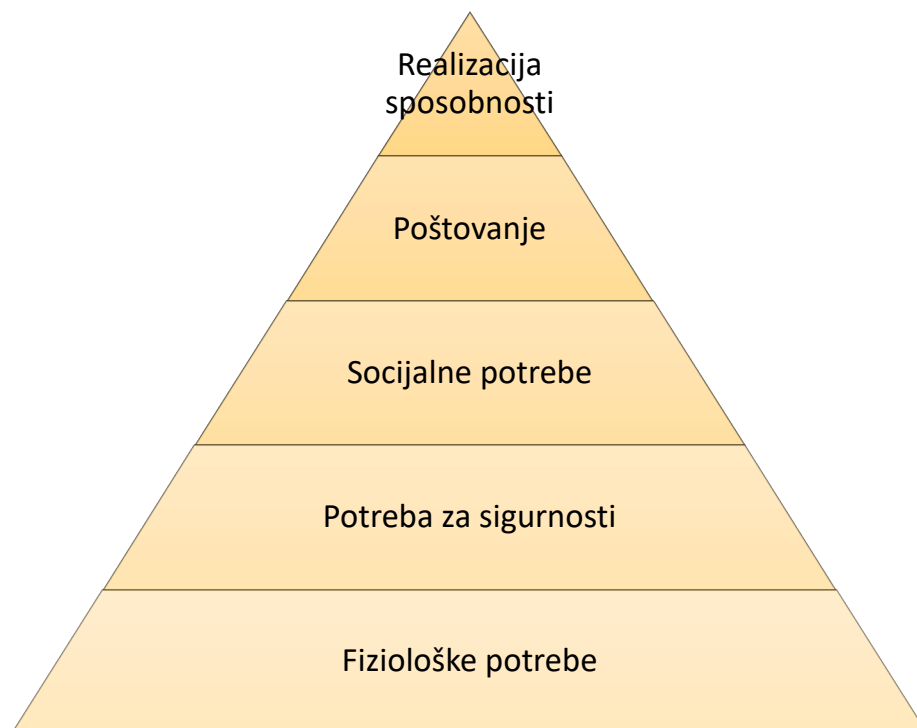 Realizacija
sposobnosti
Poštovanje
Socijalne potrebe
Potreba za sigurnosti
Fiziološke potrebe